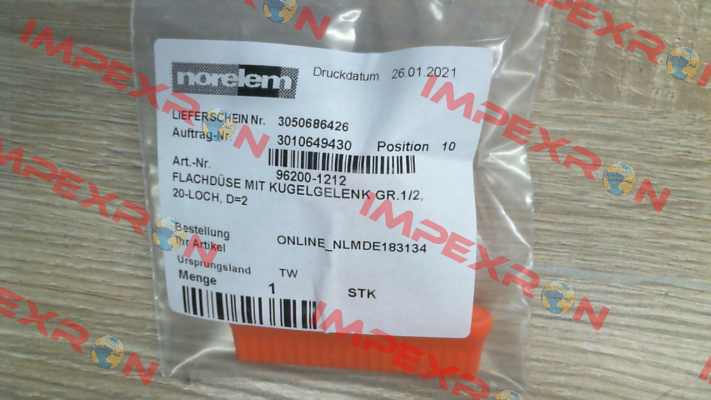 norelem
Druckdatum 26.01.2021
LIEFERSCHEIN Nr. 3050686426
Auftrag-Nr. 3010649430 Position 10
Art.-Nr. 96200-1212
FLACHDÜSE MIT KUGELGELENK GR.1/2,
20-LOCH, D=2
Bestellung
Ihr Artikel ONLINE_NLMDE183134
Ursprungsland TW
Menge 1 STK
IMPEXRON
IMPEXRON
IMPEXRON
IMPEXRON
IMPEXRON
IMPEXRON